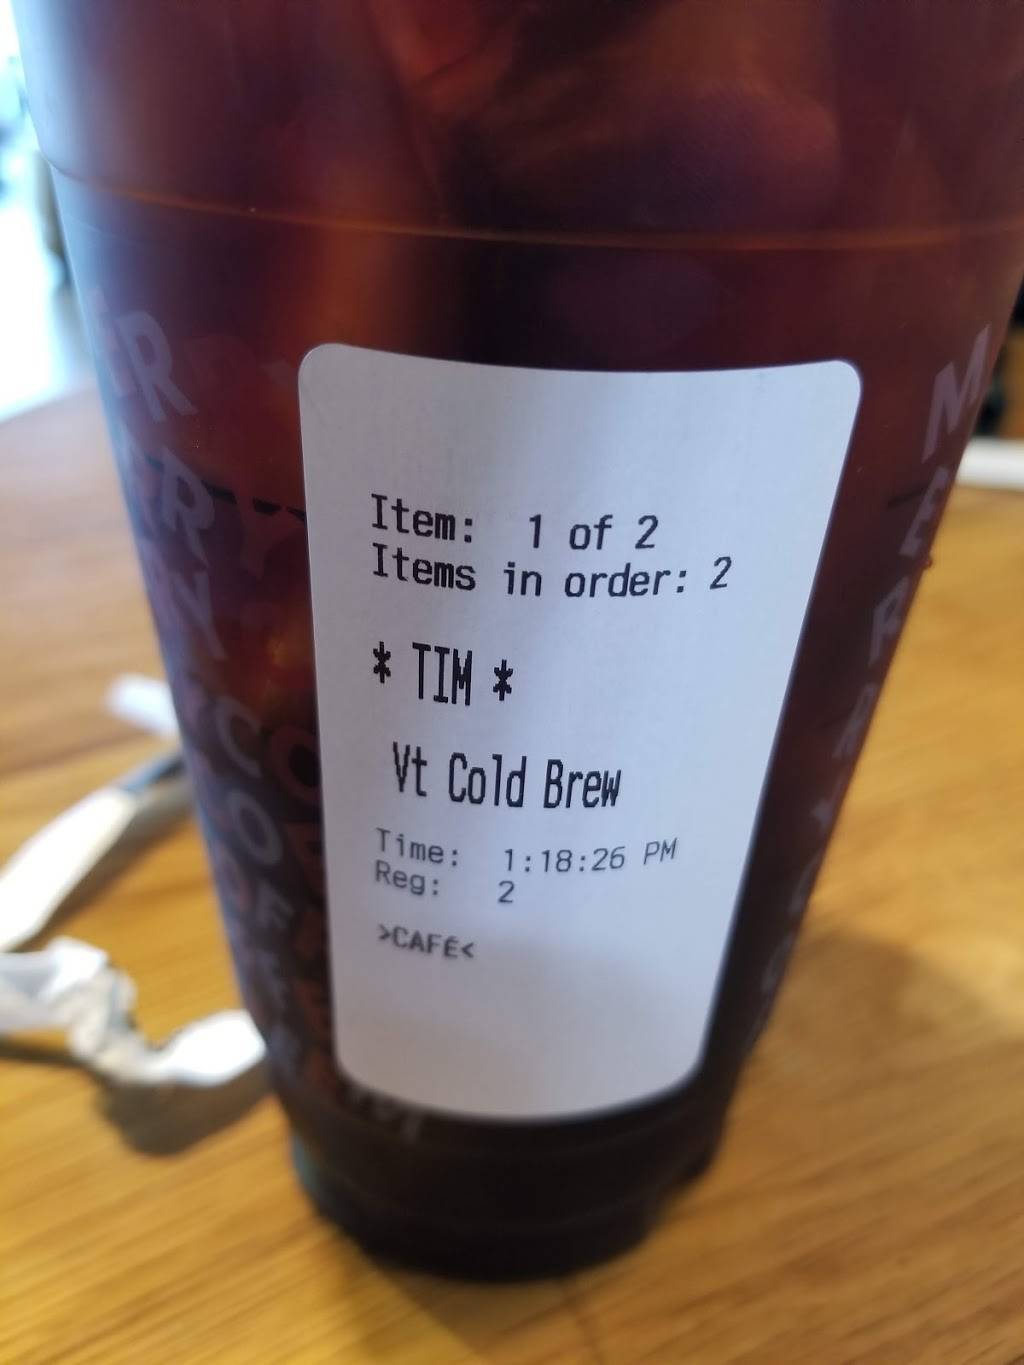 Item: 1 of 2
Items in order: 2
* TIM *
Vt Cold Brew
Time: 1:18:26 PM
Reg: 2
>CAFÉ<
MERRY